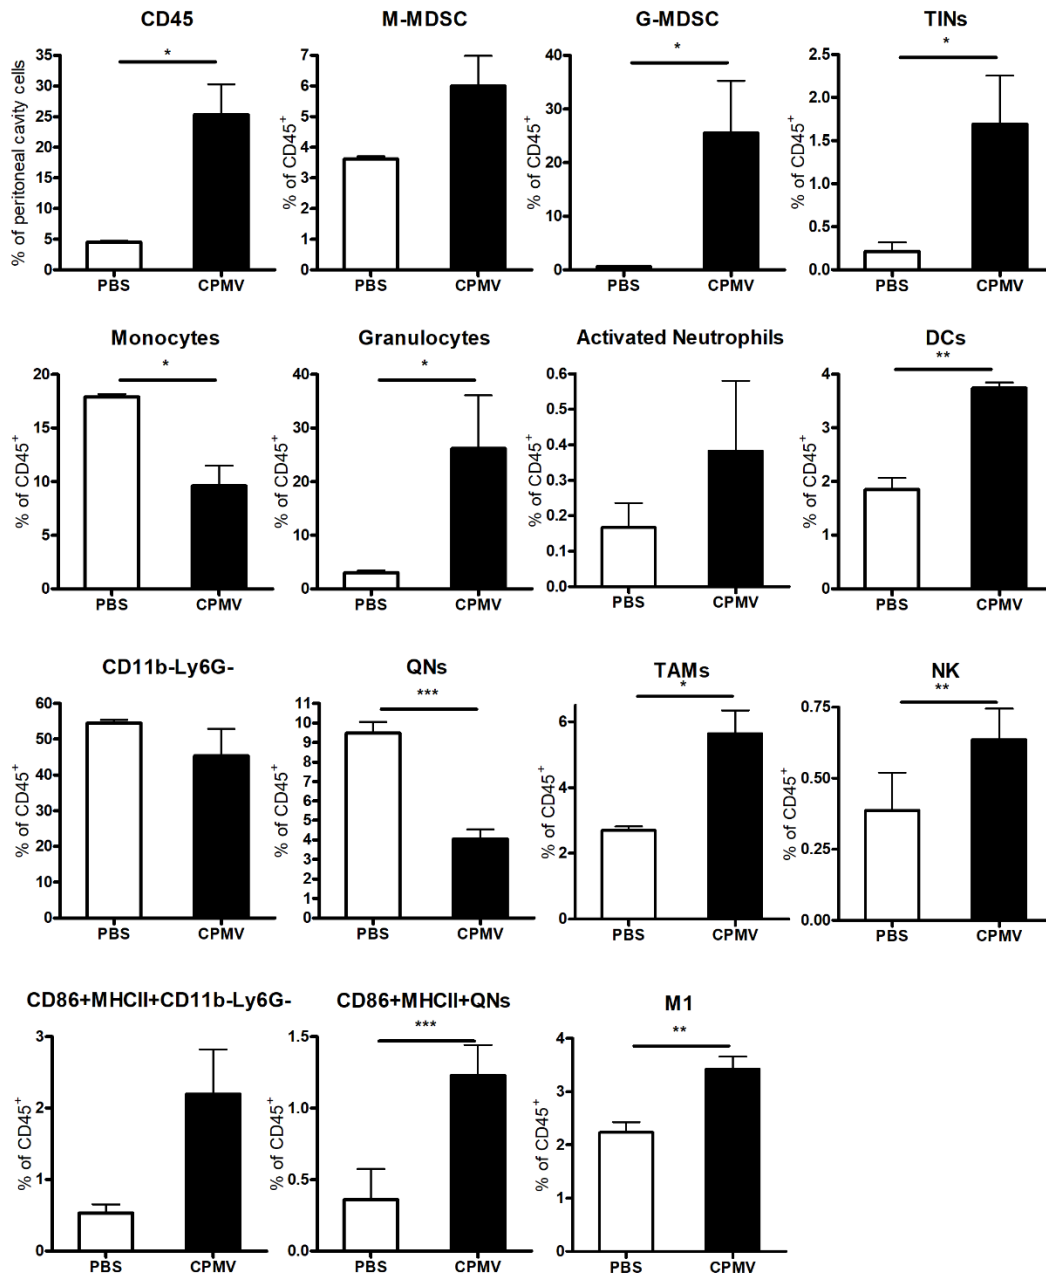 CD45
% of peritoneal cavity cells
35
30
25
20
15
10
5
0
*
PBS
CPMV
M-MDSC
% of CD45+
7
6
5
4
3
2
1
0
PBS
CPMV
G-MDSC
% of CD45+
40
30
20
10
0
*
PBS
CPMV
TINs
% of CD45+
2.5
2.0
1.5
1.0
0.5
0.0
*
PBS
CPMV
Monocytes
% of CD45+
20
15
10
5
0
*
PBS
CPMV
Granulocytes
% of CD45+
40
30
20
10
0
*
PBS
CPMV
Activated Neutrophils
% of CD45+
0.6
0.5
0.4
0.3
0.2
0.1
0.0
PBS
CPMV
DCs
% of CD45+
4
3
2
1
0
**
PBS
CPMV
CD11b-Ly6G-
% of CD45+
60
50
40
30
20
10
0
PBS
CPMV
QNs
% of CD45+
11
10
9
8
7
6
5
4
3
2
1
0
***
PBS
CPMV
TAMs
% of CD45+
6
4
2
0
*
PBS
CPMV
NK
% of CD45+
0.75
0.50
0.25
0.00
**
PBS
CPMV
CD86+MHCII+CD11b-Ly6G-
% of CD45+
3
2
1
0
PBS
CPMV
CD86+MHCII+QNs
% of CD45+
1.5
1.0
0.5
0.0
***
PBS
CPMV
M1
% of CD45+
4
3
2
1
0
**
PBS
CPMV